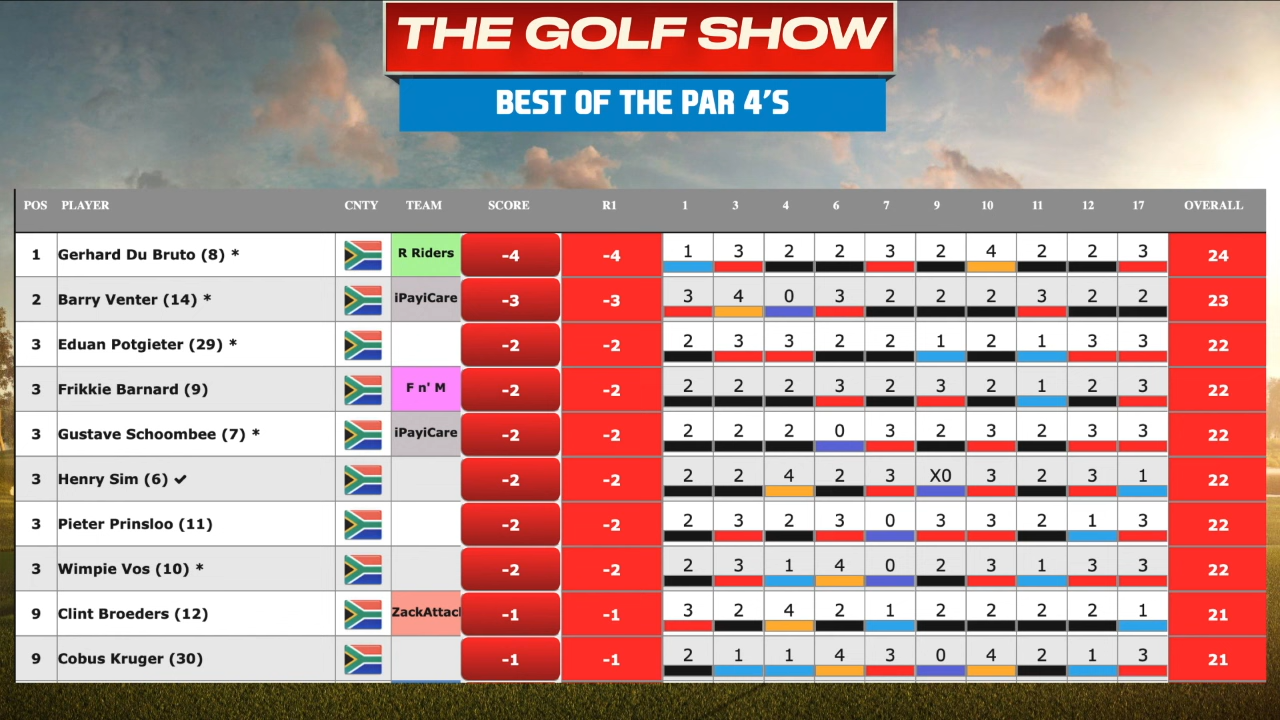 THE GOLF SHOW
BEST OF THE PAR 4'S
POS PLAYER CNTY TEAM SCORE R1 1 3 4 6 7 9 10 11 12 17 OVERALL
1 Gerhard Du Bruto (8) * R Riders -4 -4 1 3 2 2 3 2 4 2 2 3 24
2 Barry Venter (14) * iPayiCare -3 -3 3 4 0 3 2 2 2 3 2 2 23
3 Eduan Potgieter (29) * -2 -2 2 3 3 2 2 1 2 1 3 3 22
3 Frikkie Barnard (9) F n' M -2 -2 2 2 2 3 2 3 2 1 2 3 22
3 Gustave Schoombee (7) * iPayiCare -2 -2 2 2 2 0 3 2 3 2 3 3 22
3 Henry Sim (6) ✔ -2 -2 2 2 4 2 3 X0 3 2 3 1 22
3 Pieter Prinsloo (11) -2 -2 2 3 2 3 0 3 3 2 1 3 22
3 Wimpie Vos (10) * -2 -2 2 3 1 4 0 2 3 1 3 3 22
9 Clint Broeders (12) ZackAttac -1 -1 3 2 4 2 1 2 2 2 2 1 21
9 Cobus Kruger (30) -1 -1 2 1 1 4 3 0 4 2 1 3 21